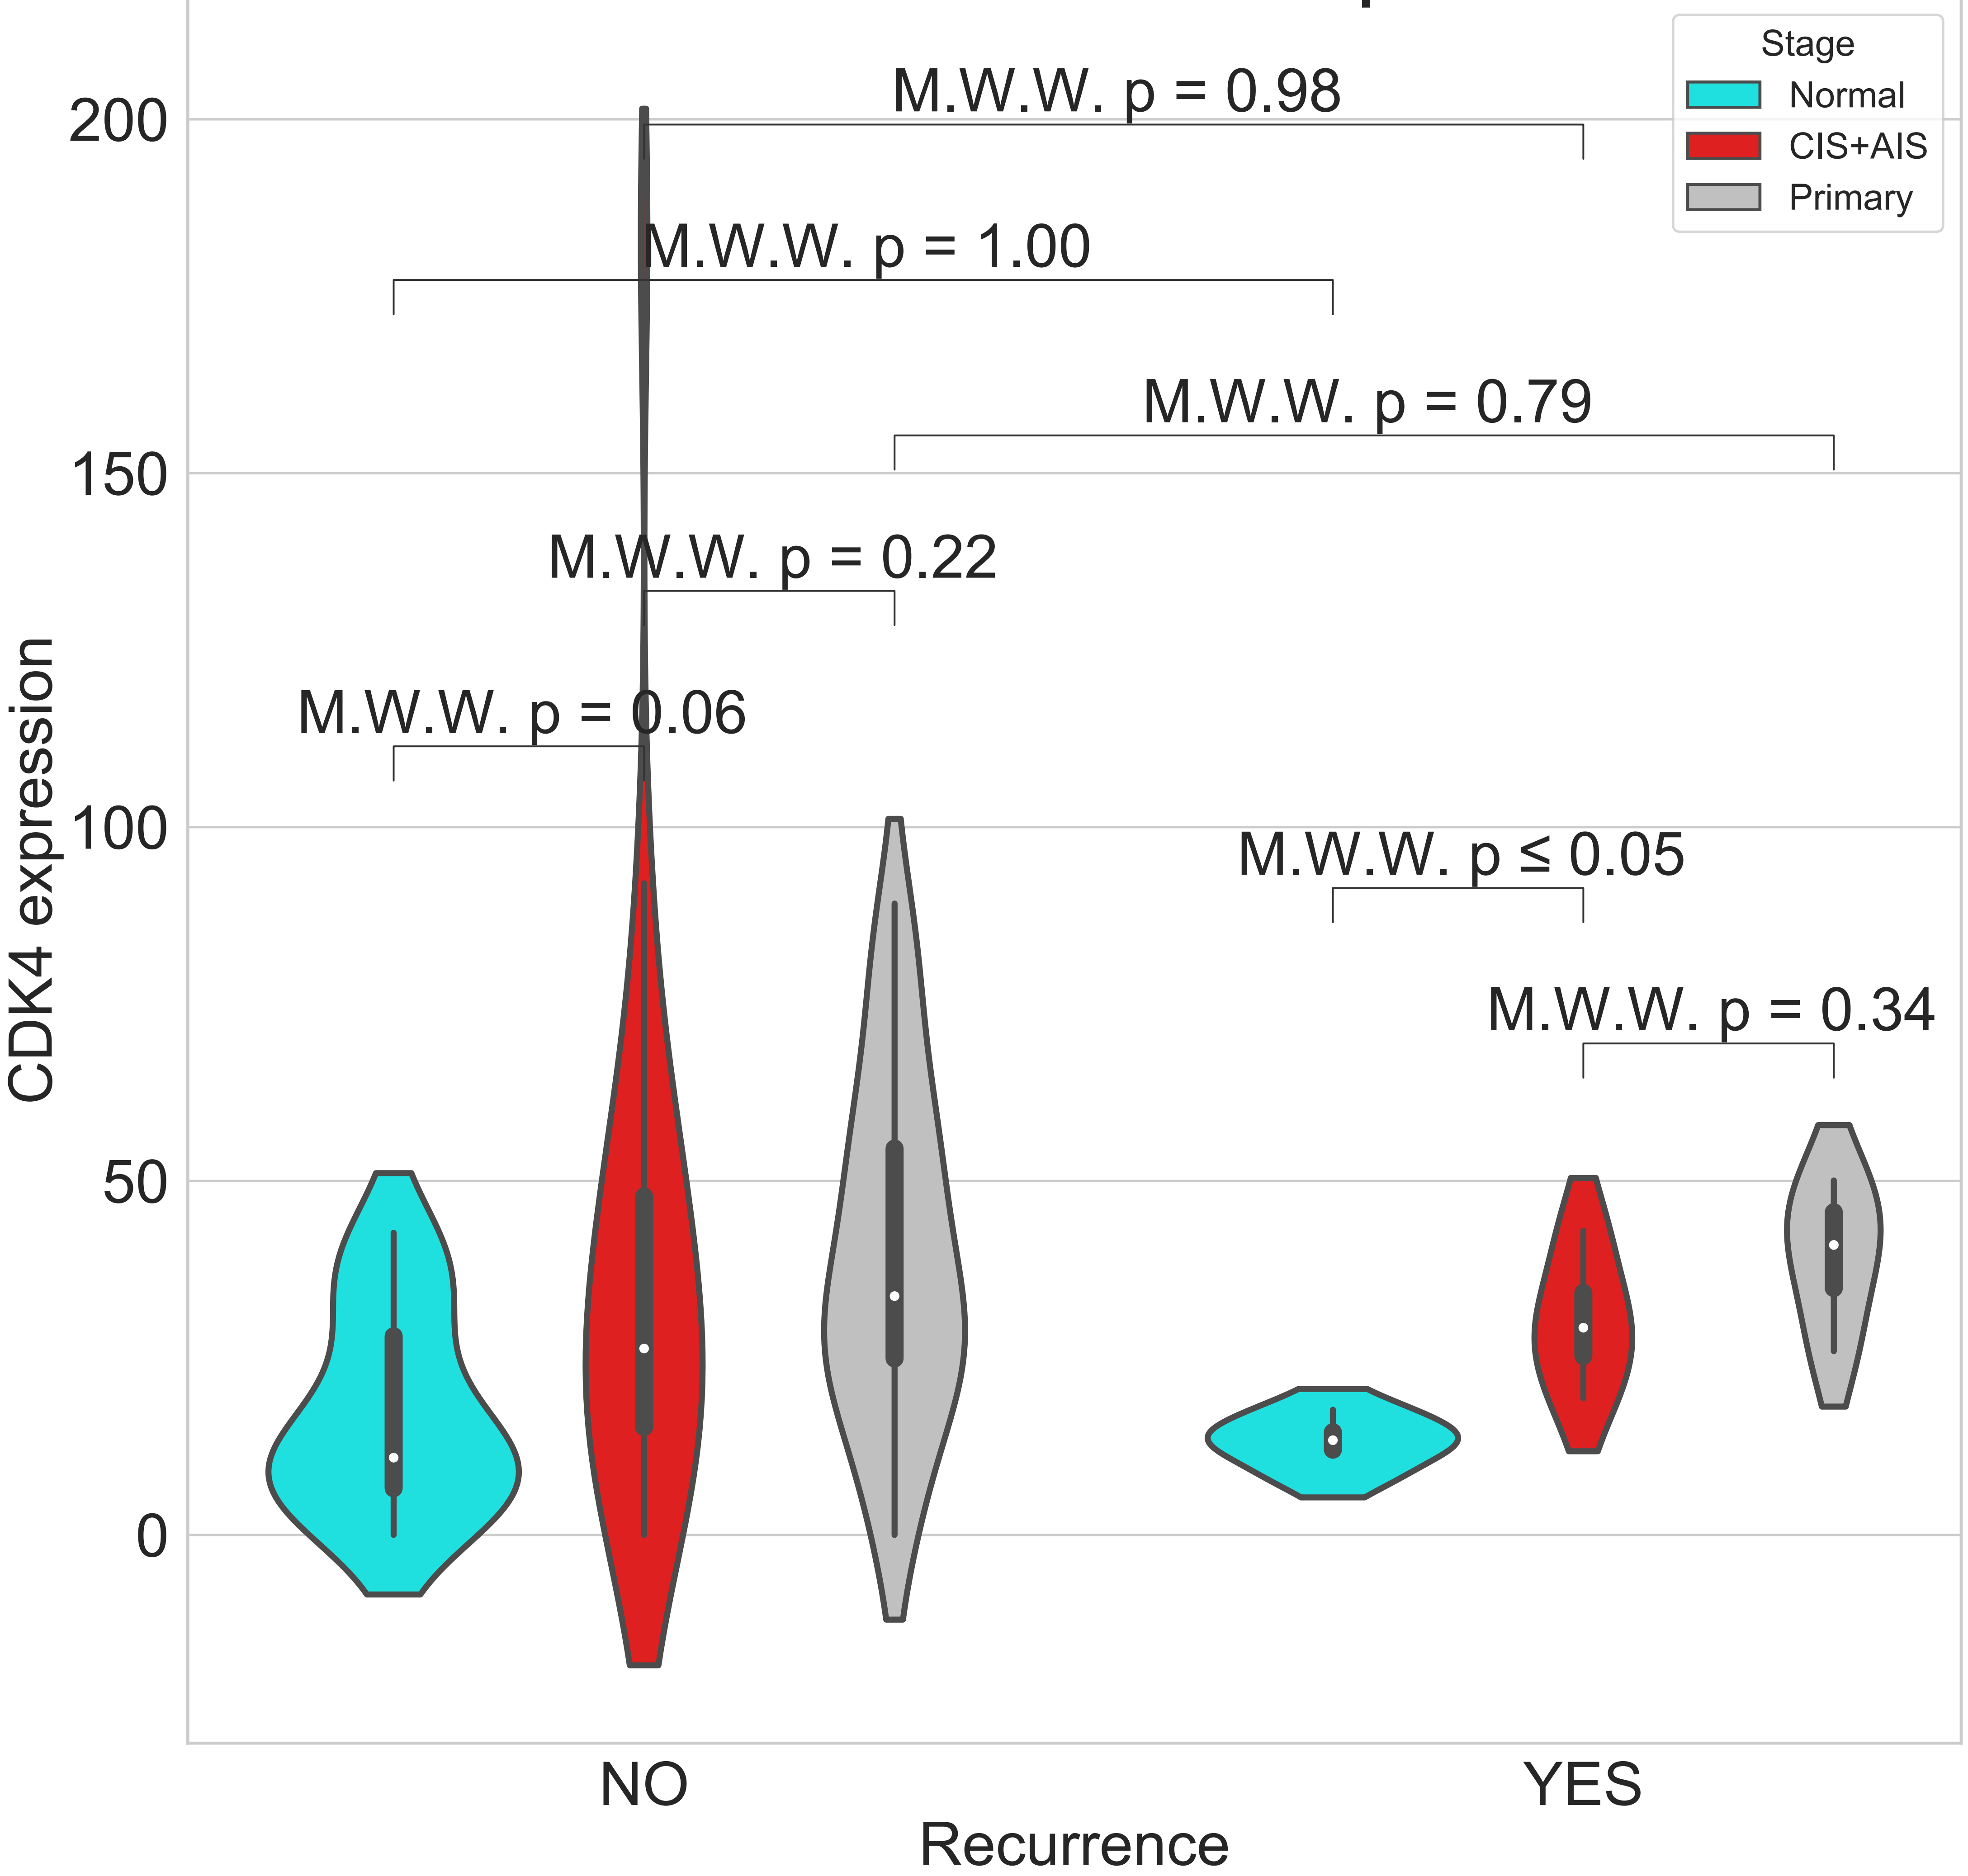 Stage
Normal
CIS+AIS
Primary
M.W.W. p = 0.98
M.W.W. p = 1.00
M.W.W. p = 0.79
M.W.W. p = 0.22
M.W.W. p = 0.06
M.W.W. p ≤ 0.05
M.W.W. p = 0.34
200
150
100
50
0
CDK4 expression
NO
YES
Recurrence